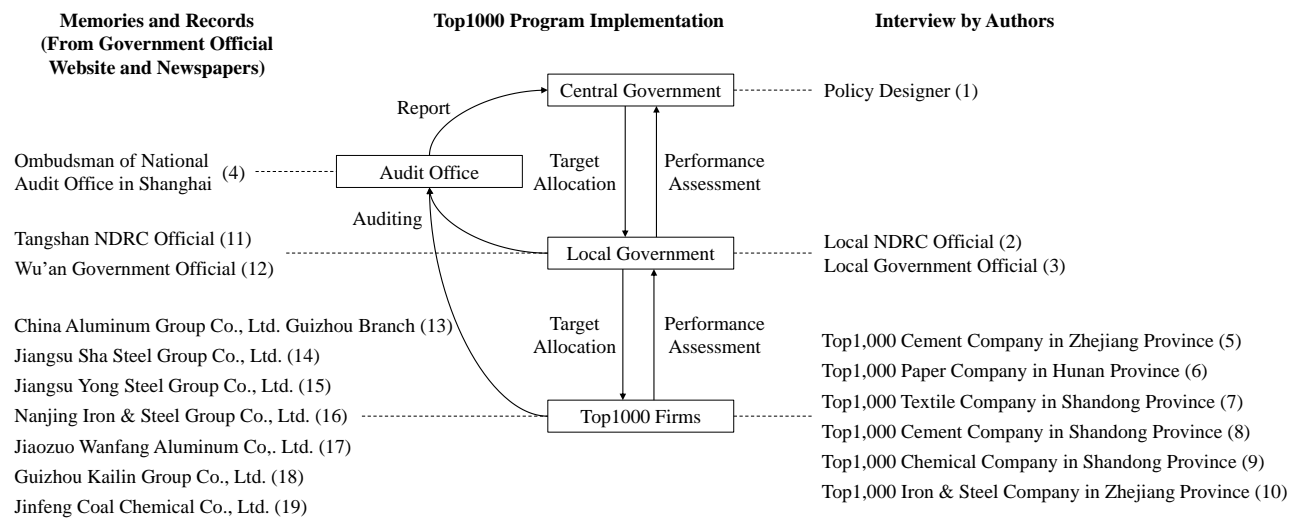 Memories and Records
(From Government Official
Website and Newspapers)
Top1000 Program Implementation
Interview by Authors
Central Government
Policy Designer (1)
Report
Ombudsman of National
Audit Office in Shanghai
(4)
Audit Office
Target
Allocation
Performance
Assessment
Auditing
Tangshan NDRC Official (11)
Wu’an Government Official (12)
Local Government
Local NDRC Official (2)
Local Government Official (3)
China Aluminum Group Co., Ltd. Guizhou Branch (13)
Jiangsu Sha Steel Group Co., Ltd. (14)
Jiangsu Yong Steel Group Co., Ltd. (15)
Nanjing Iron & Steel Group Co., Ltd. (16)
Jiaozuo Wanfang Aluminum Co,. Ltd. (17)
Guizhou Kailin Group Co., Ltd. (18)
Jinfeng Coal Chemical Co., Ltd. (19)
Target
Allocation
Performance
Assessment
Top1000 Firms
Top1,000 Cement Company in Zhejiang Province (5)
Top1,000 Paper Company in Hunan Province (6)
Top1,000 Textile Company in Shandong Province (7)
Top1,000 Cement Company in Shandong Province (8)
Top1,000 Chemical Company in Shandong Province (9)
Top1,000 Iron & Steel Company in Zhejiang Province (10)